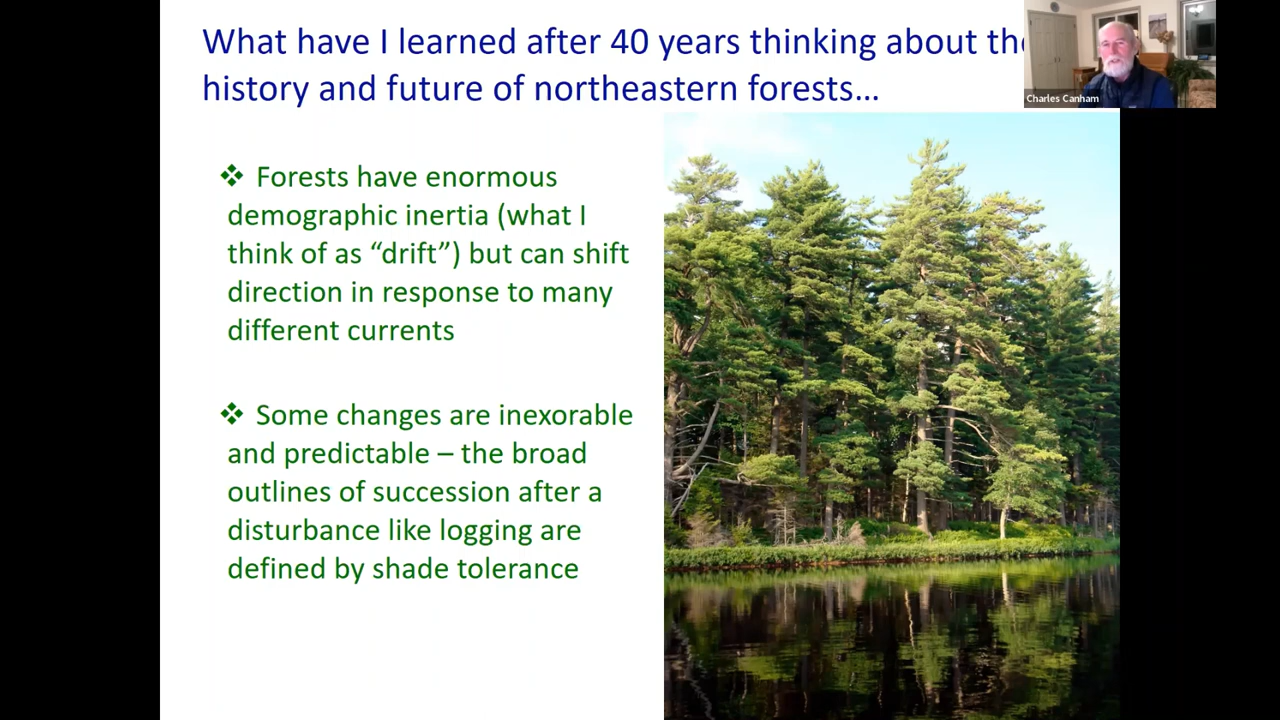 What have I learned after 40 years thinking about the
history and future of northeastern forests…
Charles Canham
❖ Forests have enormous
demographic inertia (what I
think of as “drift”) but can shift
direction in response to many
different currents
❖ Some changes are inexorable
and predictable – the broad
outlines of succession after a
disturbance like logging are
defined by shade tolerance